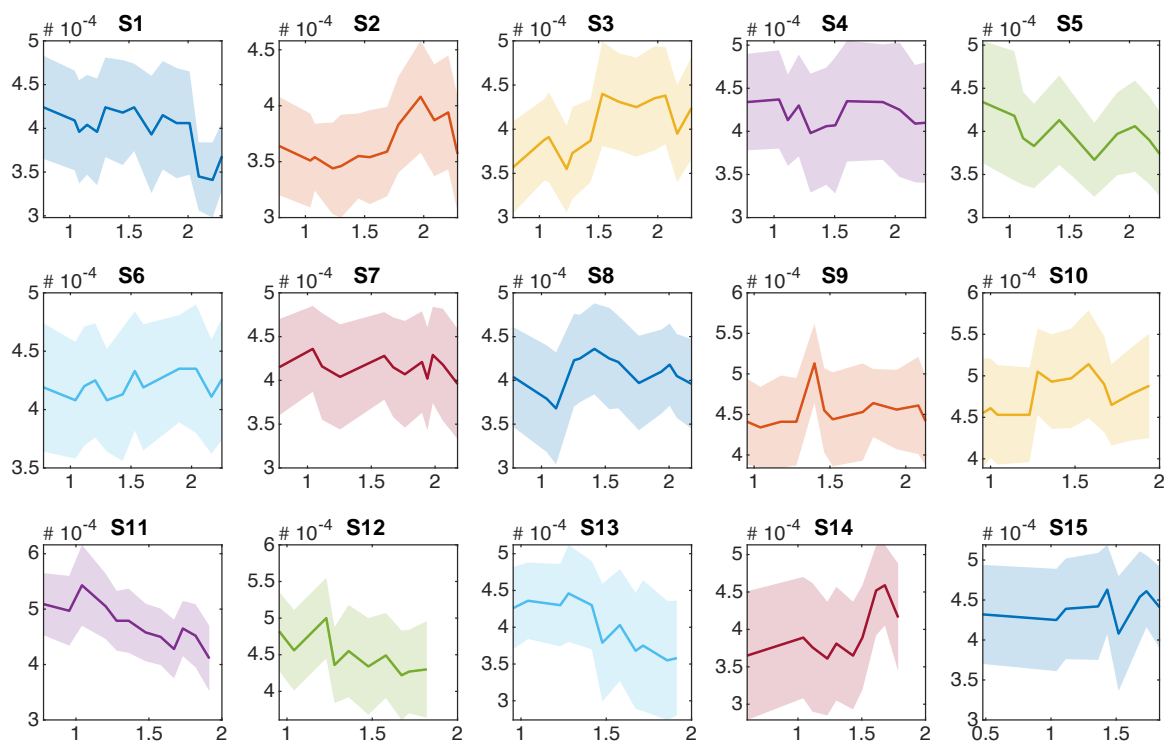 S1 S2 S3 S4 S5
# 10^-4 # 10^-4 # 10^-4 # 10^-4 # 10^-4
5 4.5 5 5 5
4.5 4 4.5 4.5 4.5
4 3.5 4 4 4
3.5 3 3.5 3.5 3.5
3 3 3 3
1 1.5 2 1 1.5 2 1 1.5 2 1 1.5 2 1 1.5 2
S6 S7 S8 S9 S10
# 10^-4 # 10^-4 # 10^-4 # 10^-4 # 10^-4
5 5 5 6 6
4.5 4.5 4.5 5.5 5.5
4 4 4 5 5
3.5 3.5 3.5 4.5 4.5
3 3 4 4
1 1.5 2 1 1.5 2 1 1.5 2 1 1.5 2 1 1.5 2
S11 S12 S13 S14 S15
# 10^-4 # 10^-4 # 10^-4 # 10^-4 # 10^-4
6 6 5 5 5
5 5.5 4.5 4.5 4.5
4 5 4 4 4
3 4.5 3.5 3.5 3.5
4 3 3 3
1 1.5 2 1 1.5 2 1 1.5 2 1 1.5 2 0.5 1 1.5